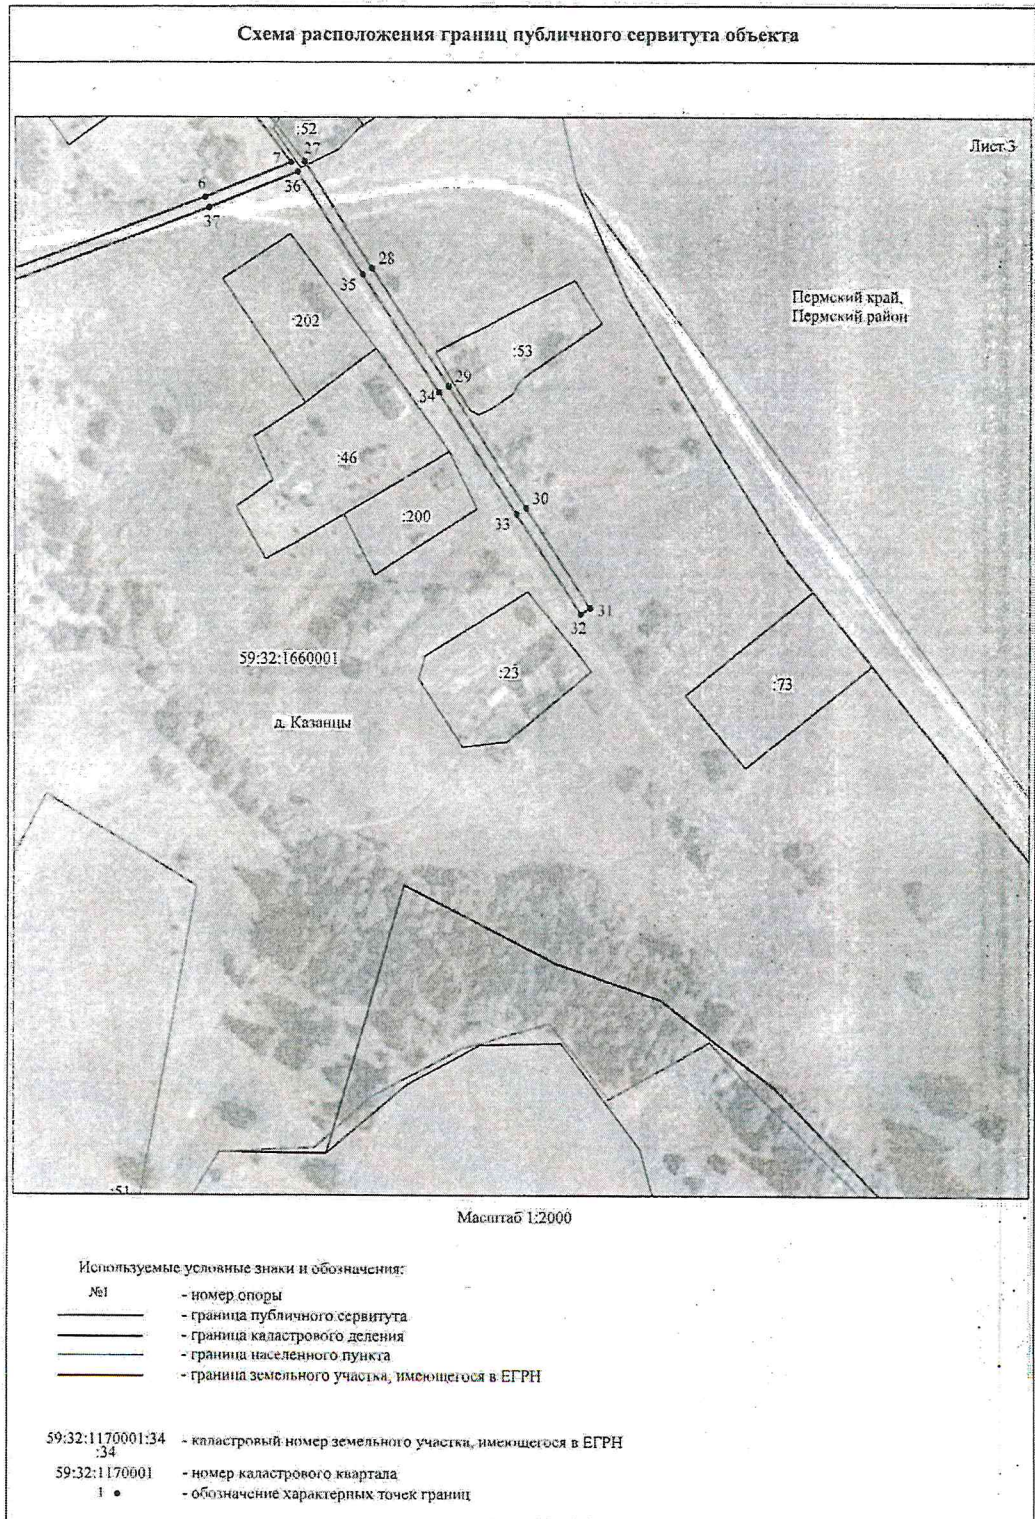 Схема расположения границ публичного сервитута объекта
Лист 3
:52
7
27
36
6
37
28
35
:202
Пермский край,
Пермский район
:53
29
34
:46
:200
30
33
31
32
59:32:1660001
:23
:73
д. Казанцы
:51
Масштаб 1:2000
Используемые условные знаки и обозначения:
№1 - номер опоры
- граница публичного сервитута
- граница кадастрового деления
- граница населенного пункта
- граница земельного участка, имеющегося в ЕГРН
59:32:1170001:34 - кадастровый номер земельного участка, имеющегося в ЕГРН
:34
59:32:1170001 - номер кадастрового квартала
1 • - обозначение характерных точек границ